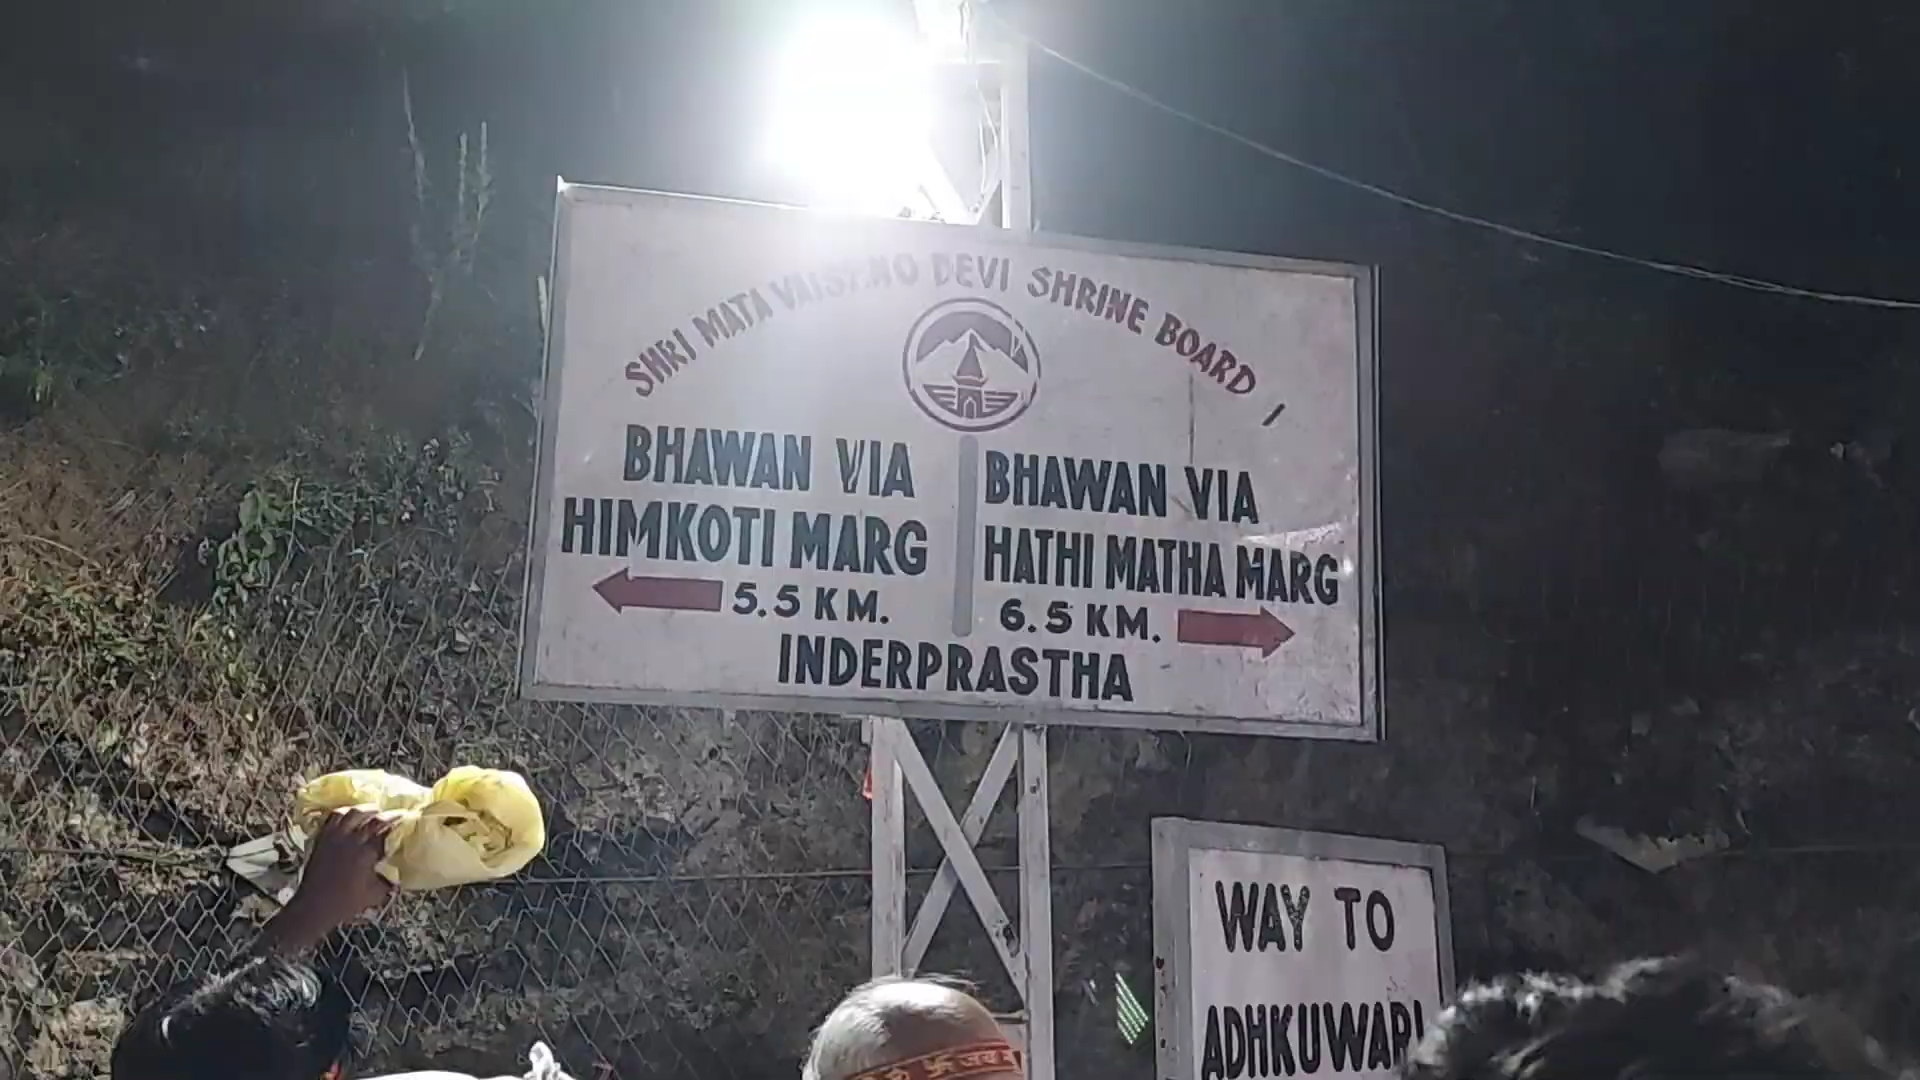 SHRI MATA VAISHNO DEVI SHRINE BOARD
BHAWAN VIA
HIMKOTI MARG
5.5 KM.
BHAWAN VIA
HATHI MATHA MARG
6.5 KM.
INDERPRASTHA
WAY TO
ADHKUWARI